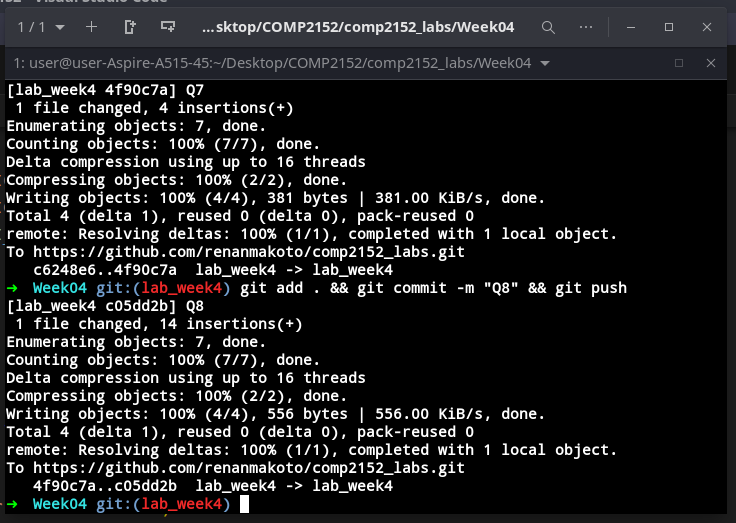 Visual Studio Code
1 / 1
...sktop/COMP2152/comp2152_labs/Week04
1: user@user-Aspire-A515-45:~/Desktop/COMP2152/comp2152_labs/Week04
[lab_week4 4f90c7a] Q7
 1 file changed, 4 insertions(+)
Enumerating objects: 7, done.
Counting objects: 100% (7/7), done.
Delta compression using up to 16 threads
Compressing objects: 100% (2/2), done.
Writing objects: 100% (4/4), 381 bytes | 381.00 KiB/s, done.
Total 4 (delta 1), reused 0 (delta 0), pack-reused 0
remote: Resolving deltas: 100% (1/1), completed with 1 local object.
To https://github.com/renanmakoto/comp2152_labs.git
   c6248e6..4f90c7a  lab_week4 -> lab_week4
➜  Week04 git:(lab_week4) git add . && git commit -m "Q8" && git push
[lab_week4 c05dd2b] Q8
 1 file changed, 14 insertions(+)
Enumerating objects: 7, done.
Counting objects: 100% (7/7), done.
Delta compression using up to 16 threads
Compressing objects: 100% (2/2), done.
Writing objects: 100% (4/4), 556 bytes | 556.00 KiB/s, done.
Total 4 (delta 1), reused 0 (delta 0), pack-reused 0
remote: Resolving deltas: 100% (1/1), completed with 1 local object.
To https://github.com/renanmakoto/comp2152_labs.git
   4f90c7a..c05dd2b  lab_week4 -> lab_week4
➜  Week04 git:(lab_week4)